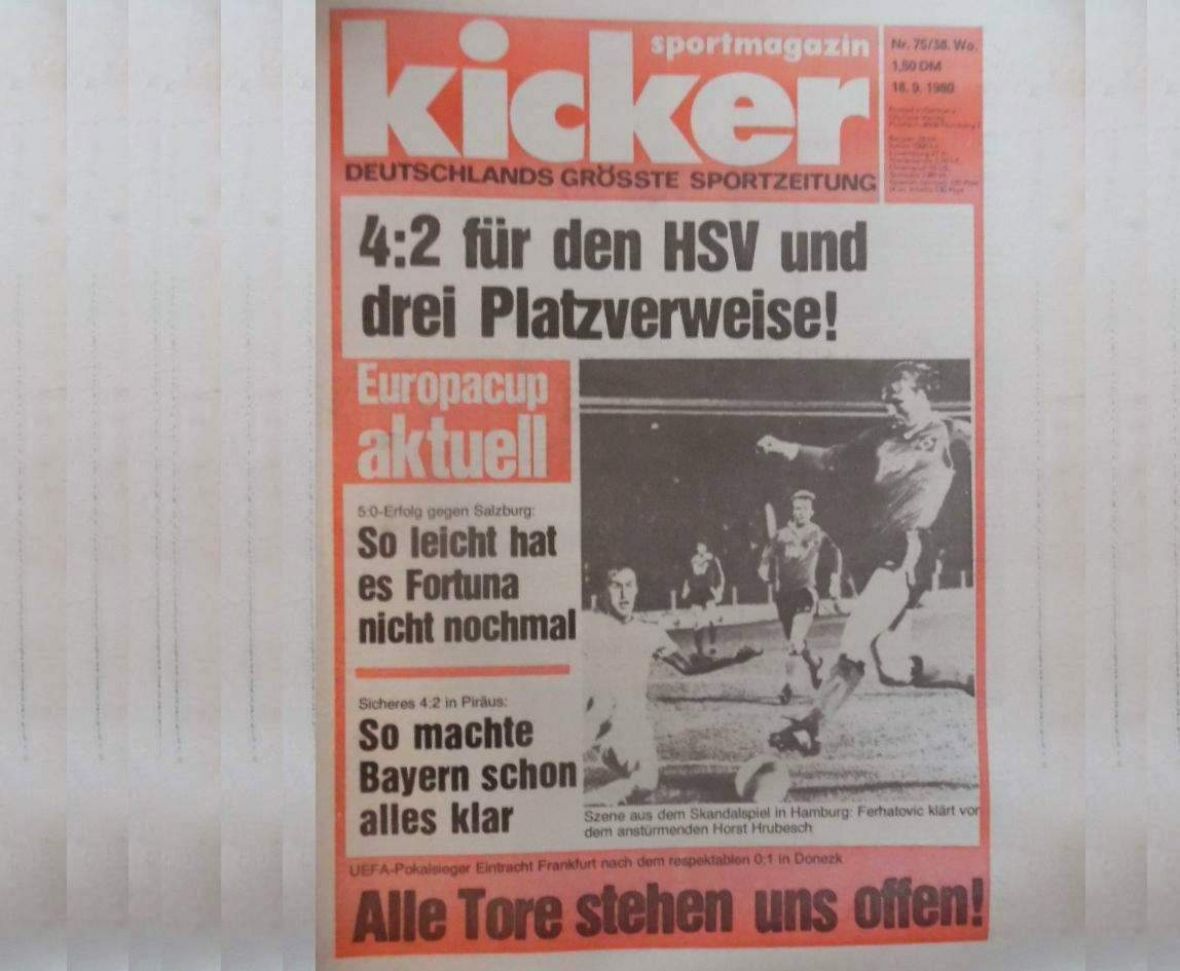 kicker
sportmagazin
DEUTSCHLANDS GRÖSSTE SPORTZEITUNG
Nr. 75/38. Wo.
1,50 DM
18. 9. 1980
4:2 für den HSV und
drei Platzverweise!
Europacup
aktuell
5:0-Erfolg gegen Salzburg:
So leicht hat
es Fortuna
nicht nochmal
Sicheres 4:2 in Piräus:
So machte
Bayern schon
alles klar
Szene aus dem Skandalspiel in Hamburg: Ferhatovic klärt vor
dem anstürmenden Horst Hrubesch
UEFA-Pokalsieger Eintracht Frankfurt nach dem respektablen 0:1 in Donezk
Alle Tore stehen uns offen!